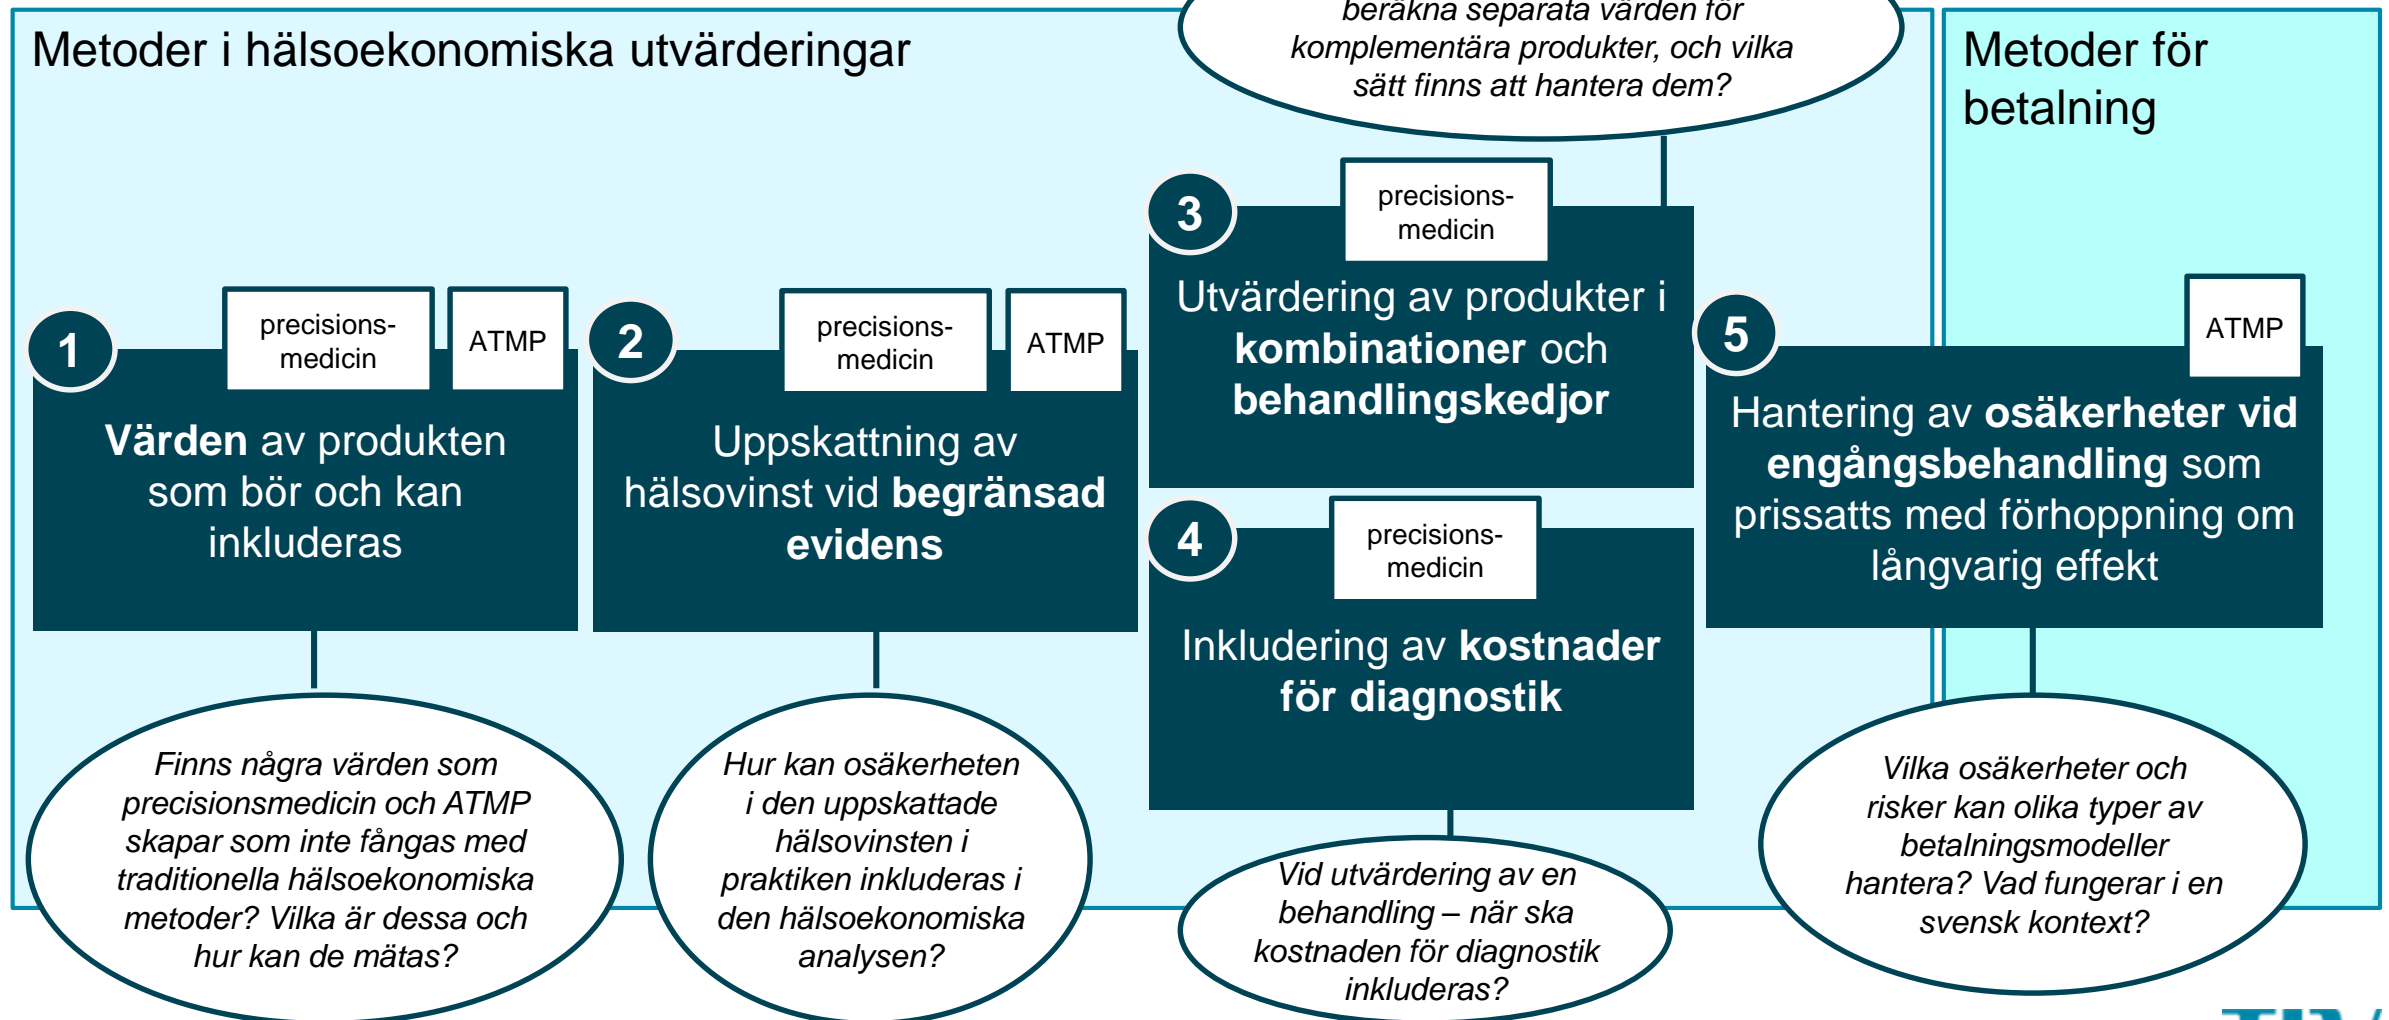 Metoder i hälsoekonomiska utvärderingar
beräkna separata värden för
komplementära produkter, och vilka
sätt finns att hantera dem?
Metoder för
betalning
1
precisions-
medicin
ATMP
Värden av produkten
som bör och kan
inkluderas
Finns några värden som
precisionsmedicin och ATMP
skapar som inte fångas med
traditionella hälsoekonomiska
metoder? Vilka är dessa och
hur kan de mätas?
2
precisions-
medicin
ATMP
Uppskattning av
hälsovinst vid begränsad
evidens
Hur kan osäkerheten
i den uppskattade
hälsovinsten i
praktiken inkluderas i
den hälsoekonomiska
analysen?
3
precisions-
medicin
Utvärdering av produkter i
kombinationer och
behandlingskedjor
4
precisions-
medicin
Inkludering av kostnader
för diagnostik
Vid utvärdering av en
behandling – när ska
kostnaden för diagnostik
inkluderas?
5
ATMP
Hantering av osäkerheter vid
engångsbehandling som
prissatts med förhoppning om
långvarig effekt
Vilka osäkerheter och
risker kan olika typer av
betalningsmodeller
hantera? Vad fungerar i en
svensk kontext?